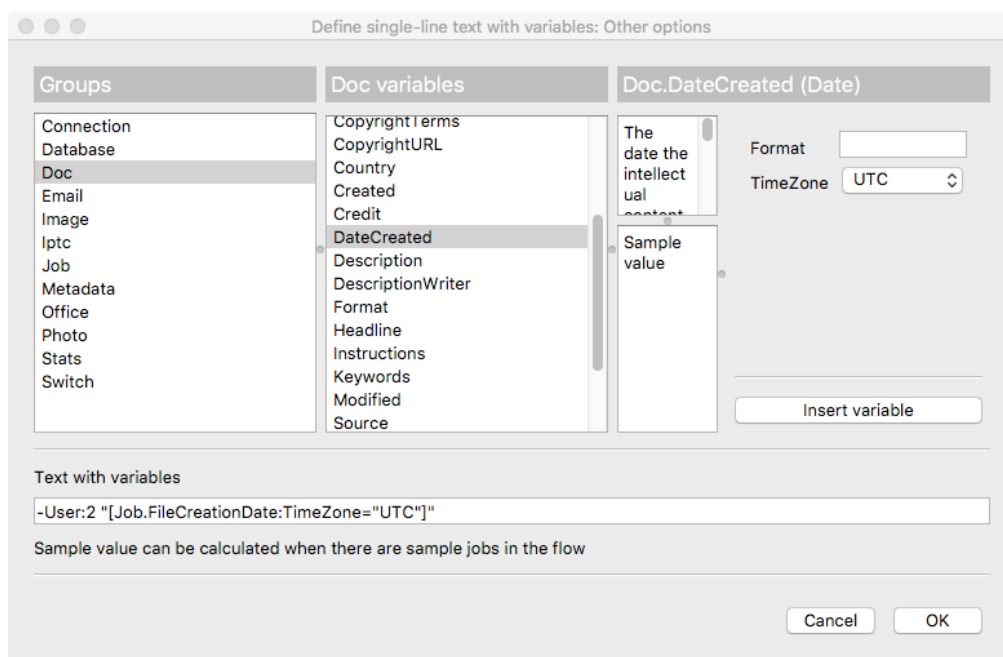 Define single-line text with variables: Other options
Groups
Doc variables
Doc.DateCreated (Date)
Connection
Database
Doc
Email
Image
Iptc
Job
Metadata
Office
Photo
Stats
Switch
CopyrightTerms
CopyrightURL
Country
Created
Credit
DateCreated
Description
DescriptionWriter
Format
Headline
Instructions
Keywords
Modified
Source
The
date the
intellect
ual
content
Sample
value
Format
TimeZone UTC
Insert variable
Text with variables
-User:2 "[Job.FileCreationDate:TimeZone="UTC"]"
Sample value can be calculated when there are sample jobs in the flow
Cancel OK